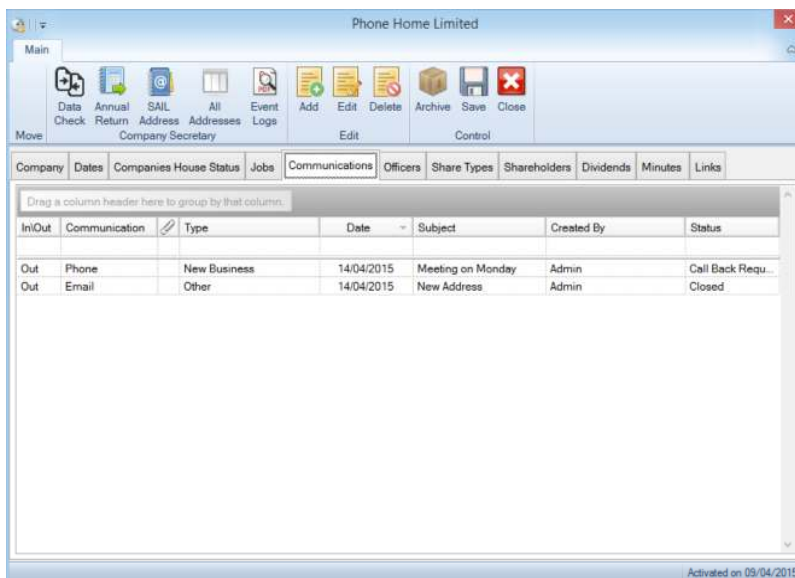 Phone Home Limited
Main
Data Check
Annual Return
SAIL Address
All Addresses
Event Logs
Add
Edit
Delete
Archive
Save
Close
Move
Company Secretary
Edit
Control
Company Dates Companies House Status Jobs Communications Officers Share Types Shareholders Dividends Minutes Links
Drag a column header here to group by that column.
In\Out Communication Type Date Subject Created By Status
Out Phone New Business 14/04/2015 Meeting on Monday Admin Call Back Requ...
Out Email Other 14/04/2015 New Address Admin Closed
Activated on 09/04/2015